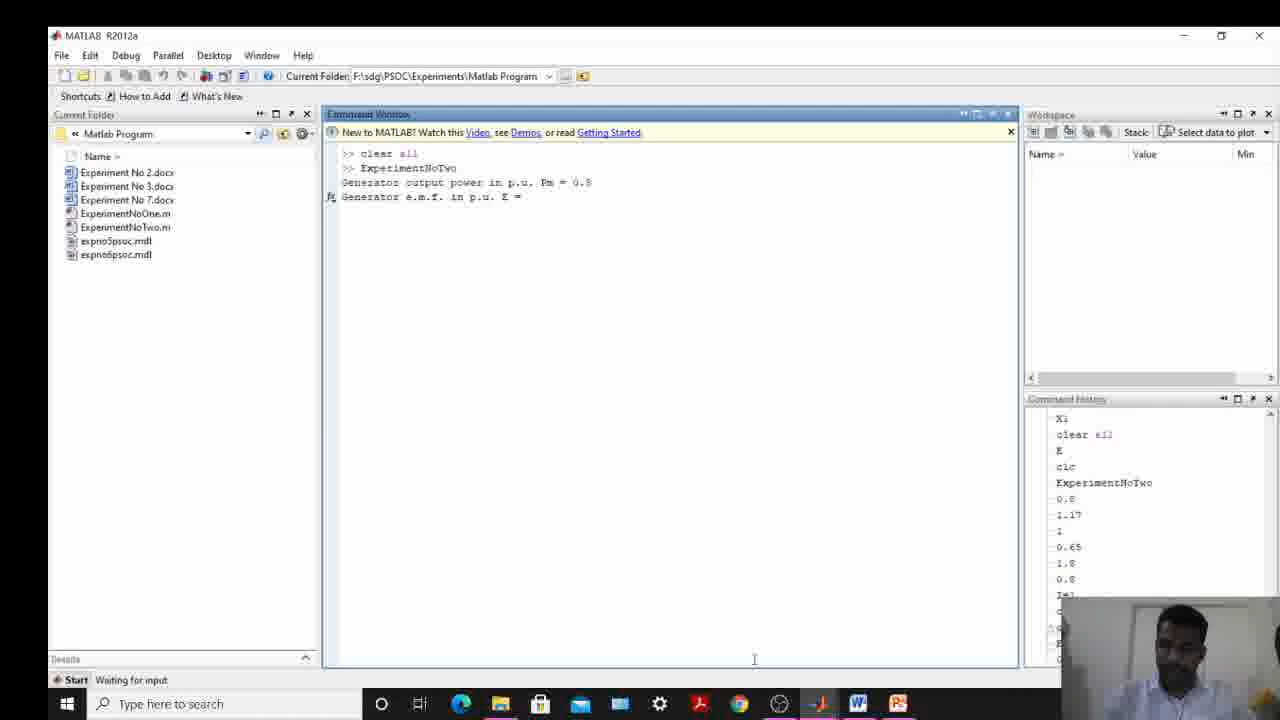 MATLAB R2012a
File Edit Debug Parallel Desktop Window Help
Current Folder: F:\sdg\PSOC\Experiments\Matlab Program
Shortcuts How to Add What's New
Current Folder
Matlab Program
Name
Experiment No 2.docx
Experiment No 3.docx
Experiment No 7.docx
ExperimentNoOne.m
ExperimentNoTwo.m
expno5psoc.mdl
expno6psoc.mdl
Details
Command Window
New to MATLAB? Watch this Video, see Demos, or read Getting Started.
>> clear all
>> ExperimentNoTwo
Generator output power in p.u. Pm = 0.8
fx Generator e.m.f. in p.u. E =
Workspace
Stack: Select data to plot
Name Value Min
Command History
Xi
clear all
E
clc
ExperimentNoTwo
0.8
1.17
1
0.65
1.8
0.8
Start Waiting for input
Type here to search